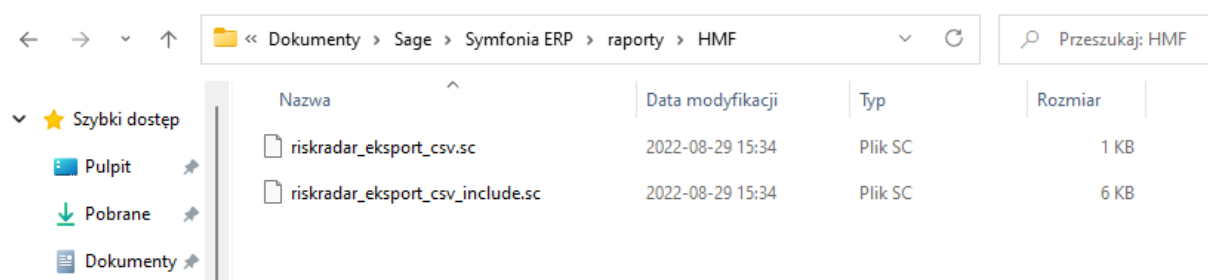 « Dokumenty > Sage > Symfonia ERP > raporty > HMF Przeszukaj: HMF
Szybki dostęp
Pulpit
Pobrane
Dokumenty
Nazwa Data modyfikacji Typ Rozmiar
riskradar_eksport_csv.sc 2022-08-29 15:34 Plik SC 1 KB
riskradar_eksport_csv_include.sc 2022-08-29 15:34 Plik SC 6 KB